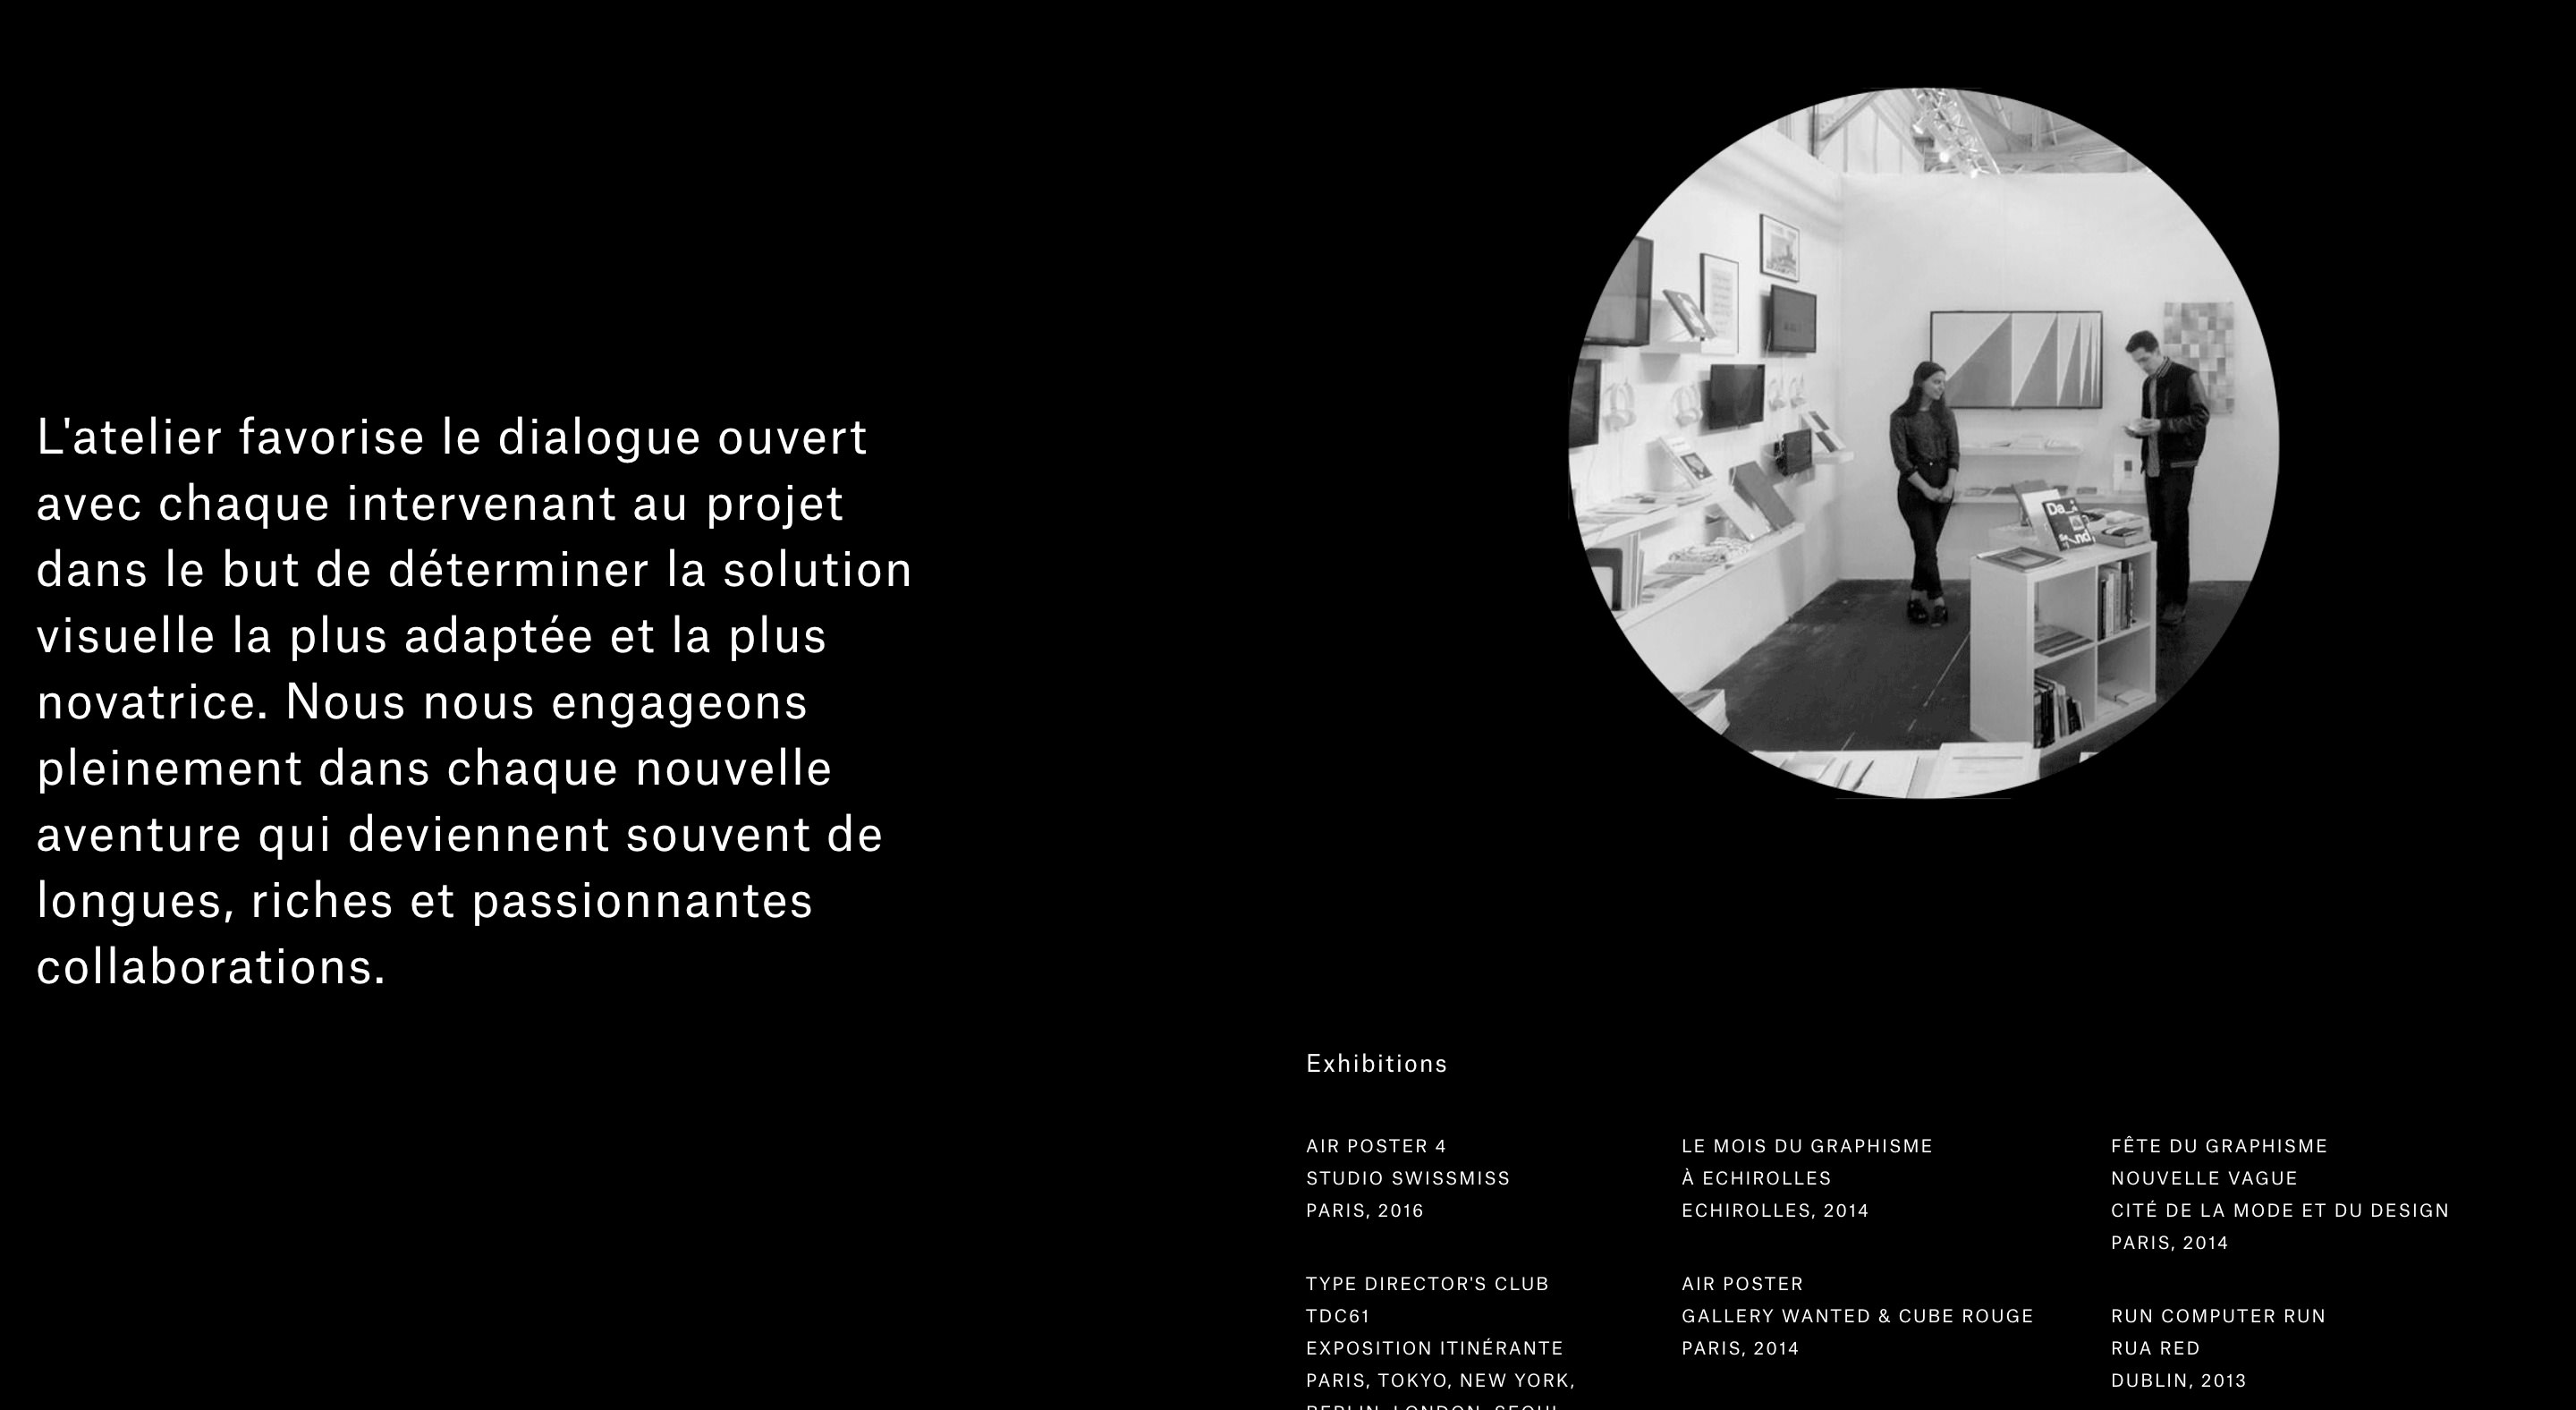 L'atelier favorise le dialogue ouvert
avec chaque intervenant au projet
dans le but de déterminer la solution
visuelle la plus adaptée et la plus
novatrice. Nous nous engageons
pleinement dans chaque nouvelle
aventure qui deviennent souvent de
longues, riches et passionnantes
collaborations.
Da
nd
Exhibitions
AIR POSTER 4
STUDIO SWISSMISS
PARIS, 2016
TYPE DIRECTOR'S CLUB
TDC61
EXPOSITION ITINÉRANTE
PARIS, TOKYO, NEW YORK,
BERLIN, LONDON, SEOUL
LE MOIS DU GRAPHISME
À ECHIROLLES
ECHIROLLES, 2014
AIR POSTER
GALLERY WANTED & CUBE ROUGE
PARIS, 2014
FÊTE DU GRAPHISME
NOUVELLE VAGUE
CITÉ DE LA MODE ET DU DESIGN
PARIS, 2014
RUN COMPUTER RUN
RUA RED
DUBLIN, 2013